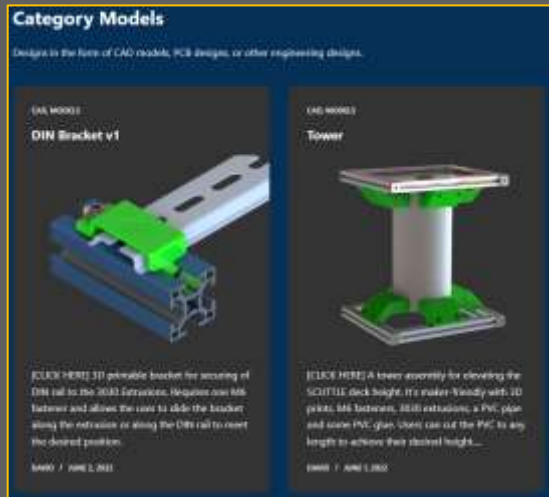 Category Models
Designs in the form of CAD models, PCB designs, or other engineering designs.
CAD, MODELS
DIN Bracket v1
[CLICK HERE] 3D printable bracket for securing of
DIN rail to the 3030 Extrusions. Requires one M6
fastener and allows the user to slide the bracket
along the extrusion or along the DIN rail to meet
the desired position.
DAVID / JUNE 2, 2022
CAD, MODELS
Tower
[CLICK HERE] A tower assembly for elevating the
SCUTTLE deck height. It's maker-friendly with 3D
prints, M6 fasteners, 3030 extrusions, a PVC pipe
and some PVC glue. Users can cut the PVC to any
length to achieve their desired height....
DAVID / JUNE 1, 2022